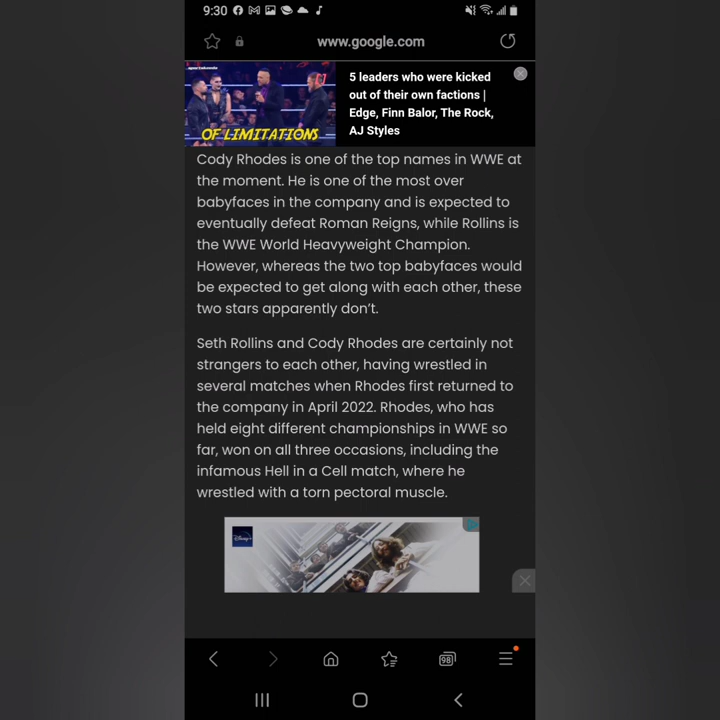 9:30
www.google.com
OF LIMITATIONS
5 leaders who were kicked
out of their own factions |
Edge, Finn Balor, The Rock,
AJ Styles
Cody Rhodes is one of the top names in WWE at
the moment. He is one of the most over
babyfaces in the company and is expected to
eventually defeat Roman Reigns, while Rollins is
the WWE World Heavyweight Champion.
However, whereas the two top babyfaces would
be expected to get along with each other, these
two stars apparently don’t.
Seth Rollins and Cody Rhodes are certainly not
strangers to each other, having wrestled in
several matches when Rhodes first returned to
the company in April 2022. Rhodes, who has
held eight different championships in WWE so
far, won on all three occasions, including the
infamous Hell in a Cell match, where he
wrestled with a torn pectoral muscle.
Disney+
98